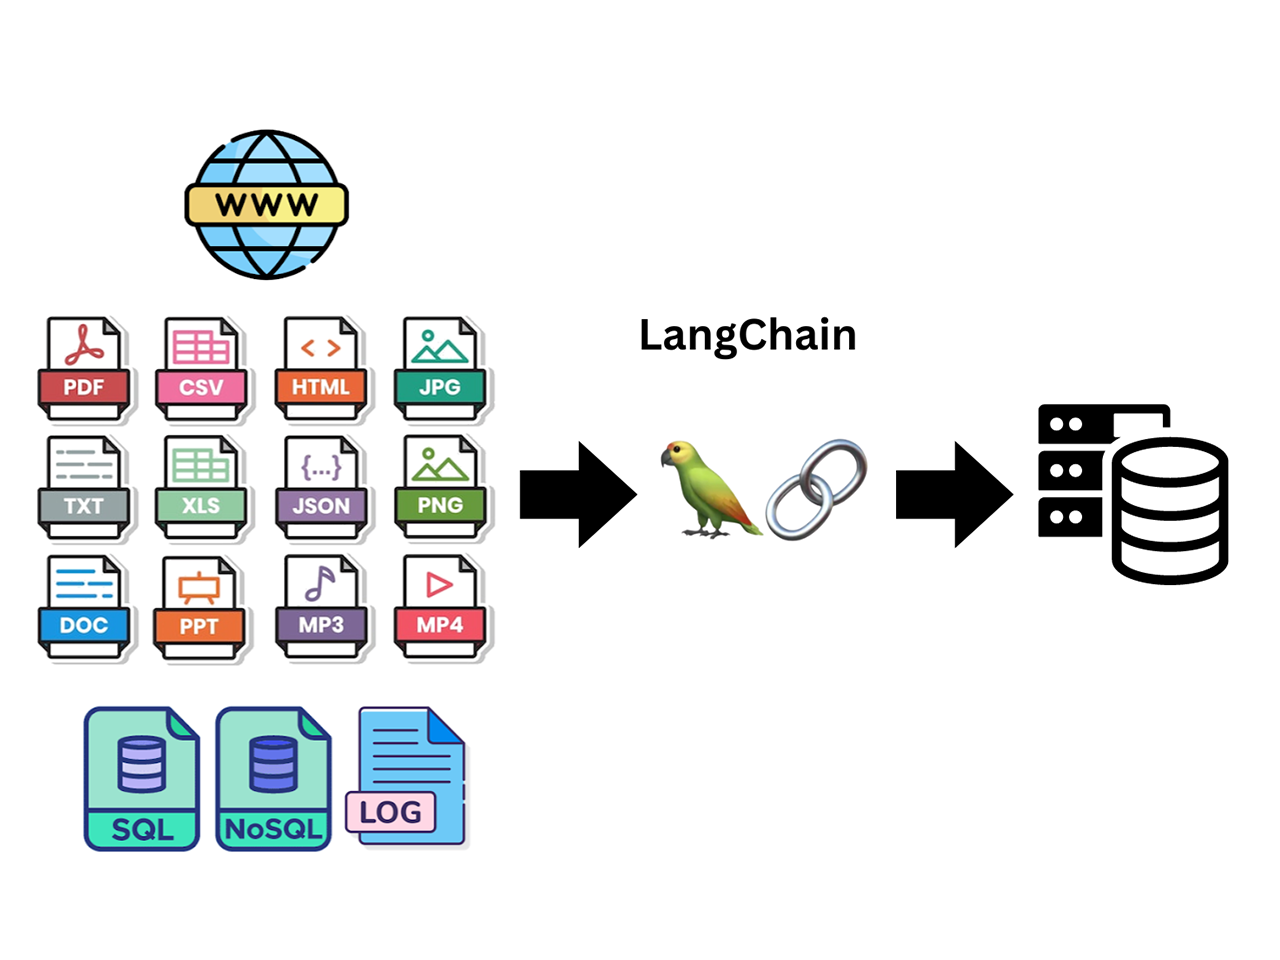 WWW
PDF
CSV
HTML
JPG
TXT
XLS
JSON
PNG
DOC
PPT
MP3
MP4
SQL
NoSQL
LOG
LangChain